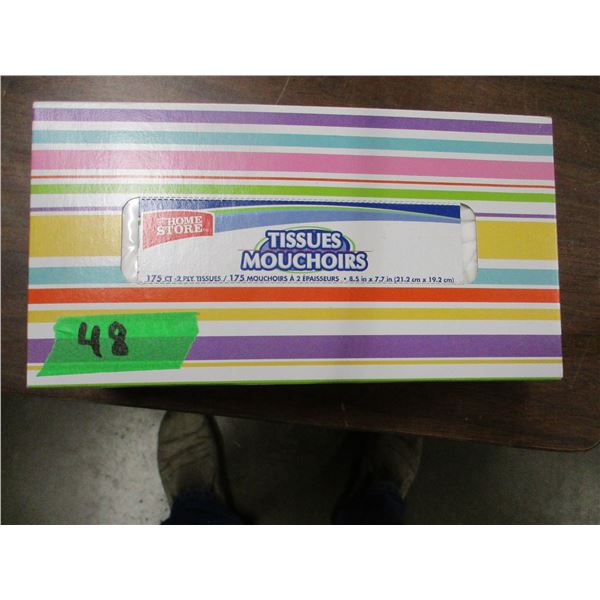 THE HOME
STORE
TISSUES
MOUCHOIRS
175 CT - 2 PLY TISSUES / 175 MOUCHOIRS À 2 ÉPAISSEURS • 8.5 in x 7.7 in (21.2 cm x 19.2 cm)
48